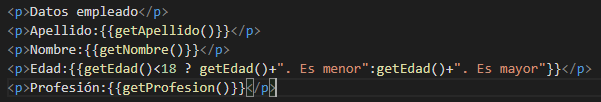 <p>Datos empleado</p>
<p>Apellido:{{getApellido()}}</p>
<p>Nombre:{{getNombre()}}</p>
<p>Edad:{{getEdad()<18 ? getEdad()+". Es menor":getEdad()+". Es mayor"}}</p>
<p>Profesión:{{getProfesion()}}</p>